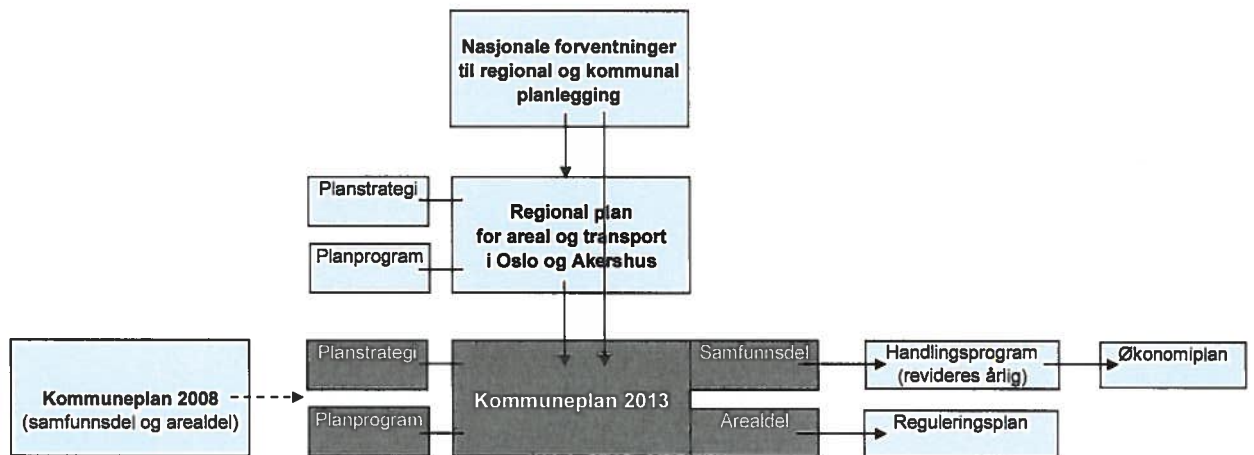 Nasjonale forventninger
til regional og kommunal
planlegging
Planstrategi
Planprogram
Regional plan
for areal og transport
i Oslo og Akershus
Kommuneplan 2008
(samfunnsdel og arealdel)
Planstrategi
Planprogram
Kommuneplan 2013
Samfunnsdel
Arealdel
Handlingsprogram
(revideres årlig)
Økonomiplan
Reguleringsplan